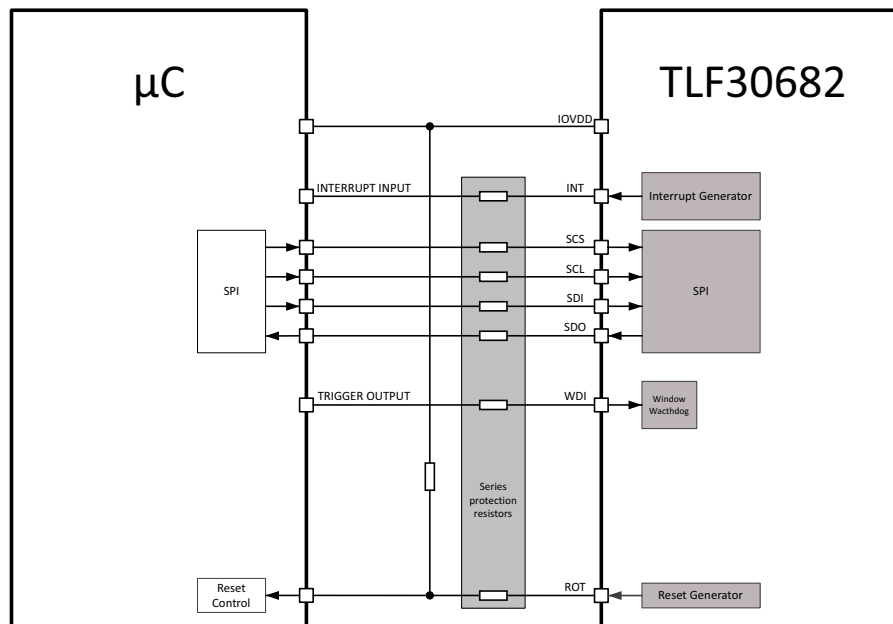 µC
TLF30682
IOVDD
INTERRUPT INPUT
INT
Interrupt Generator
SCS
SCL
SPI
SDI
SPI
SDO
TRIGGER OUTPUT
WDI
Window
Wacthdog
Series
protection
resistors
Reset
Control
ROT
Reset Generator